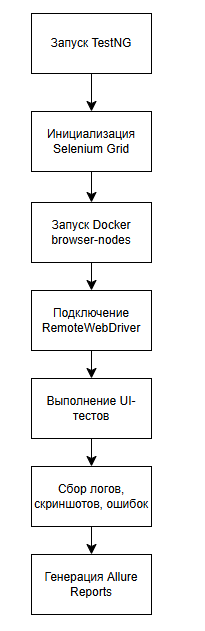 Запуск TestNG
Инициализация
Selenium Grid
Запуск Docker
browser-nodes
Подключение
RemoteWebDriver
Выполнение UI-
тестов
Сбор логов,
скриншотов, ошибок
Генерация Allure
Reports